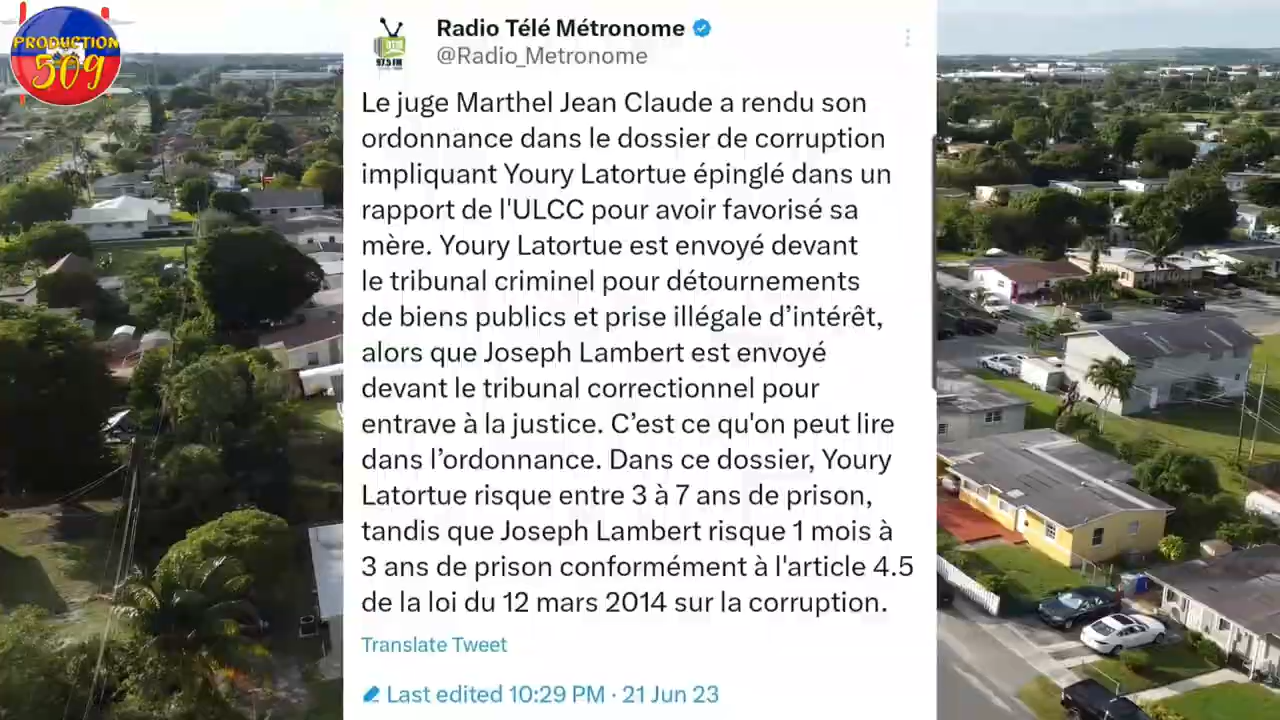 PRODUCTION
509
Radio Télé Métronome
@Radio_Metronome
97.5 FM
Le juge Marthel Jean Claude a rendu son
ordonnance dans le dossier de corruption
impliquant Youry Latortue épinglé dans un
rapport de l'ULCC pour avoir favorisé sa
mère. Youry Latortue est envoyé devant
le tribunal criminel pour détournements
de biens publics et prise illégale d’intérêt,
alors que Joseph Lambert est envoyé
devant le tribunal correctionnel pour
entrave à la justice. C’est ce qu'on peut lire
dans l’ordonnance. Dans ce dossier, Youry
Latortue risque entre 3 à 7 ans de prison,
tandis que Joseph Lambert risque 1 mois à
3 ans de prison conformément à l'article 4.5
de la loi du 12 mars 2014 sur la corruption.
Translate Tweet
Last edited 10:29 PM · 21 Jun 23